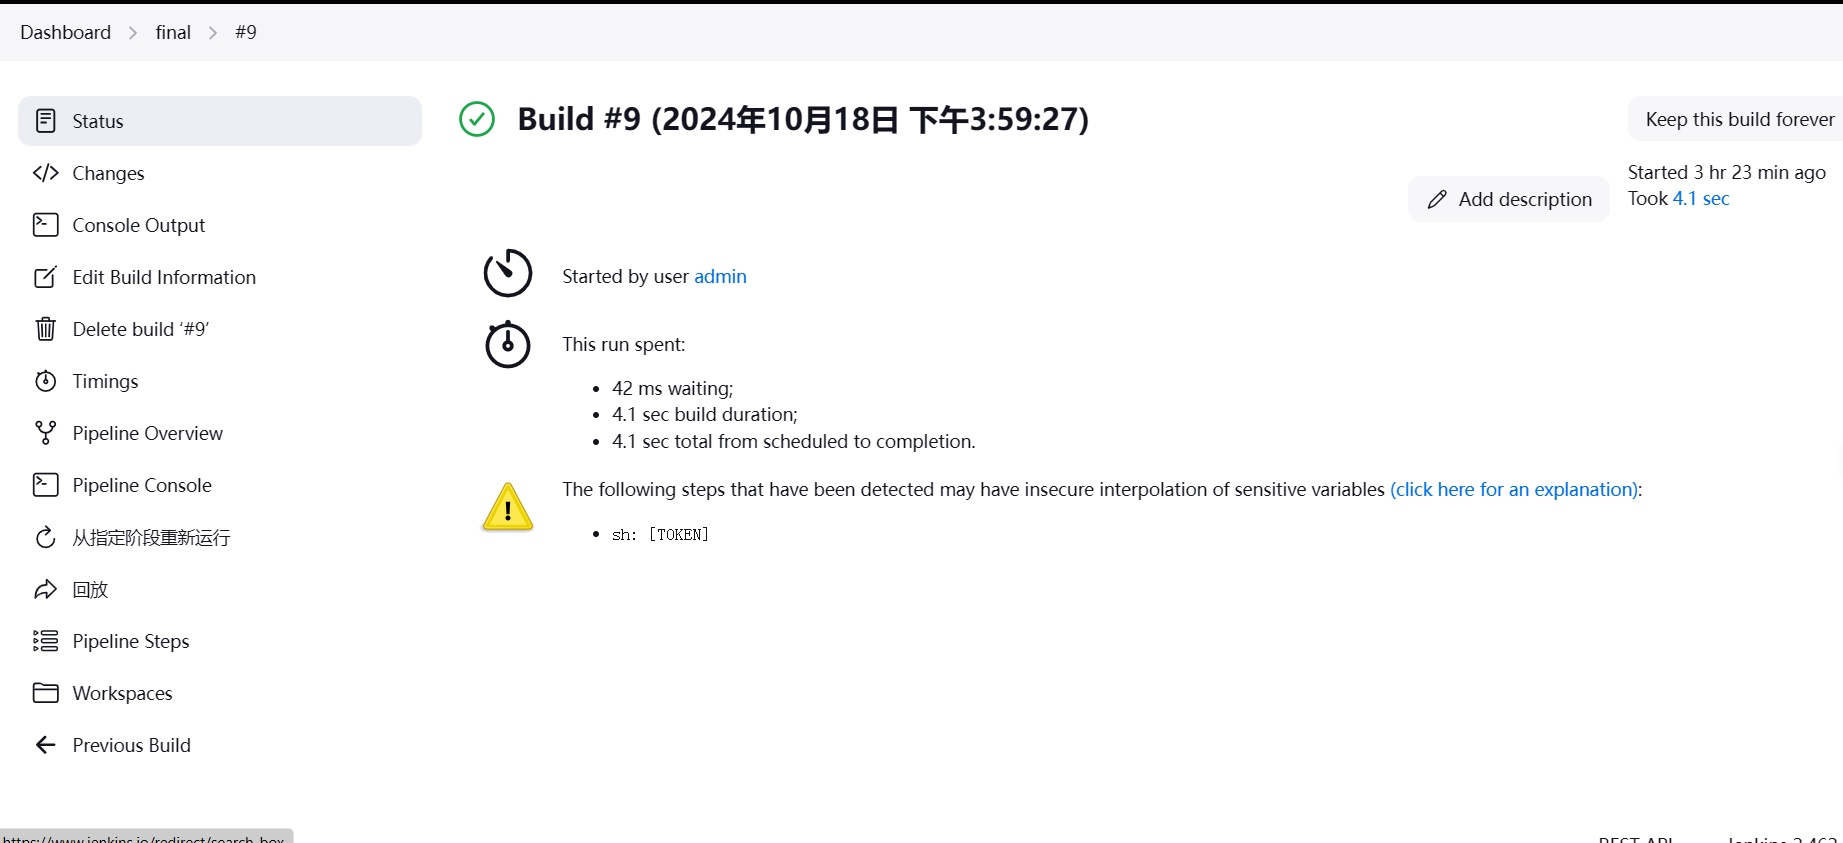 Dashboard > final > #9
Status
Changes
Console Output
Edit Build Information
Delete build ‘#9’
Timings
Pipeline Overview
Pipeline Console
从指定阶段重新运行
回放
Pipeline Steps
Workspaces
Previous Build
Build #9 (2024年10月18日 下午3:59:27)
Keep this build forever
Started 3 hr 23 min ago
Took 4.1 sec
Add description
Started by user admin
This run spent:
• 42 ms waiting;
• 4.1 sec build duration;
• 4.1 sec total from scheduled to completion.
The following steps that have been detected may have insecure interpolation of sensitive variables (click here for an explanation):
• sh: [TOKEN]
https://www.jenkins.io/redirect/search-box
REST API
Jenkins 2.462